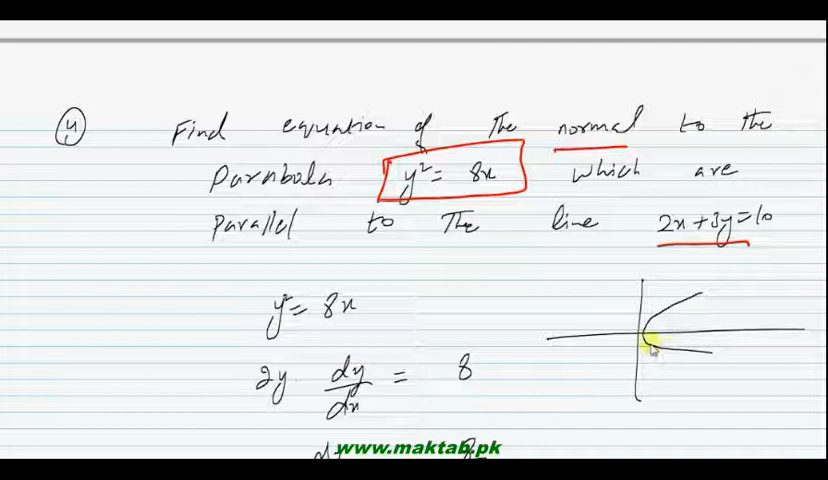 4 Find equation of the normal to the
Parabola y² = 8x which are
Parallel to the line 2x + 3y = 10
y² = 8x
2y dy/dx = 8
www.maktab.pk